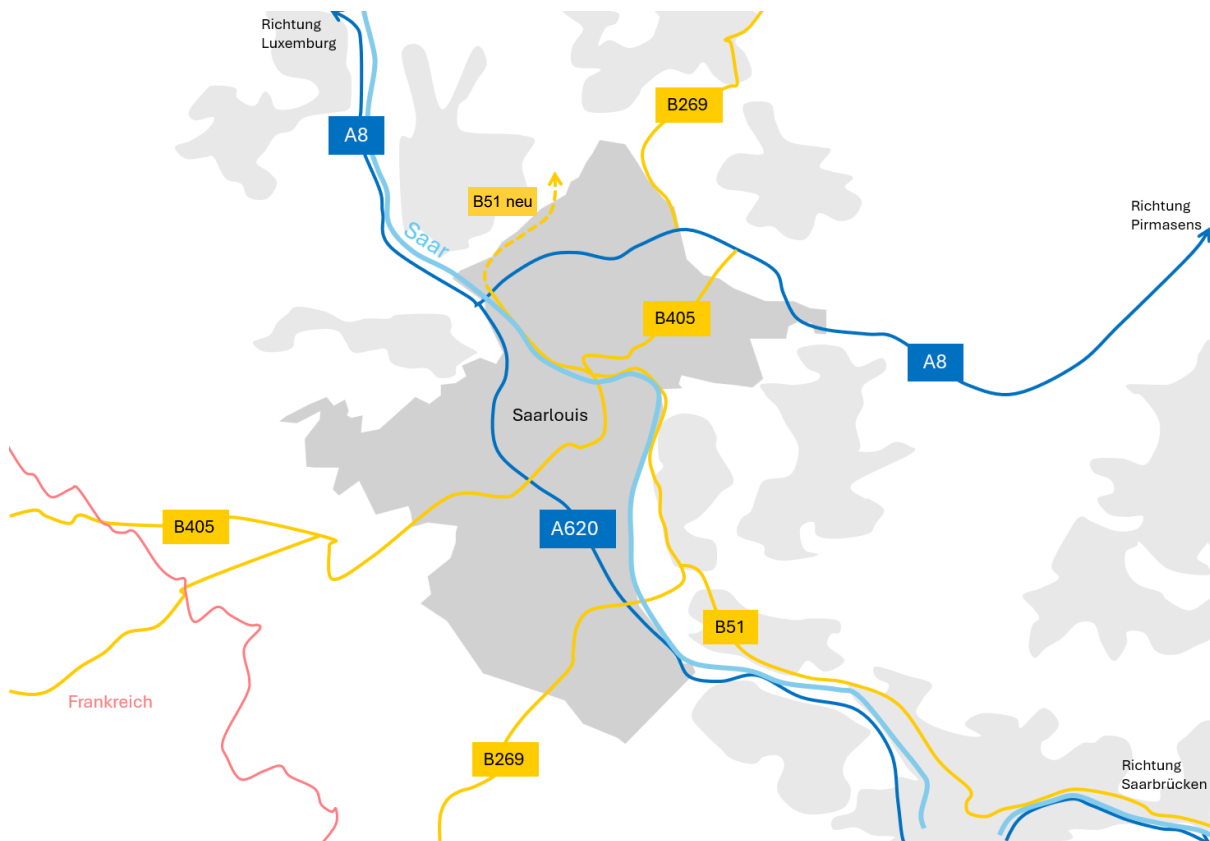 Richtung
Luxemburg
B269
A8
B51 neu
Richtung
Pirmasens
Saar
B405
A8
Saarlouis
B405
A620
B51
Frankreich
B269
Richtung
Saarbrücken